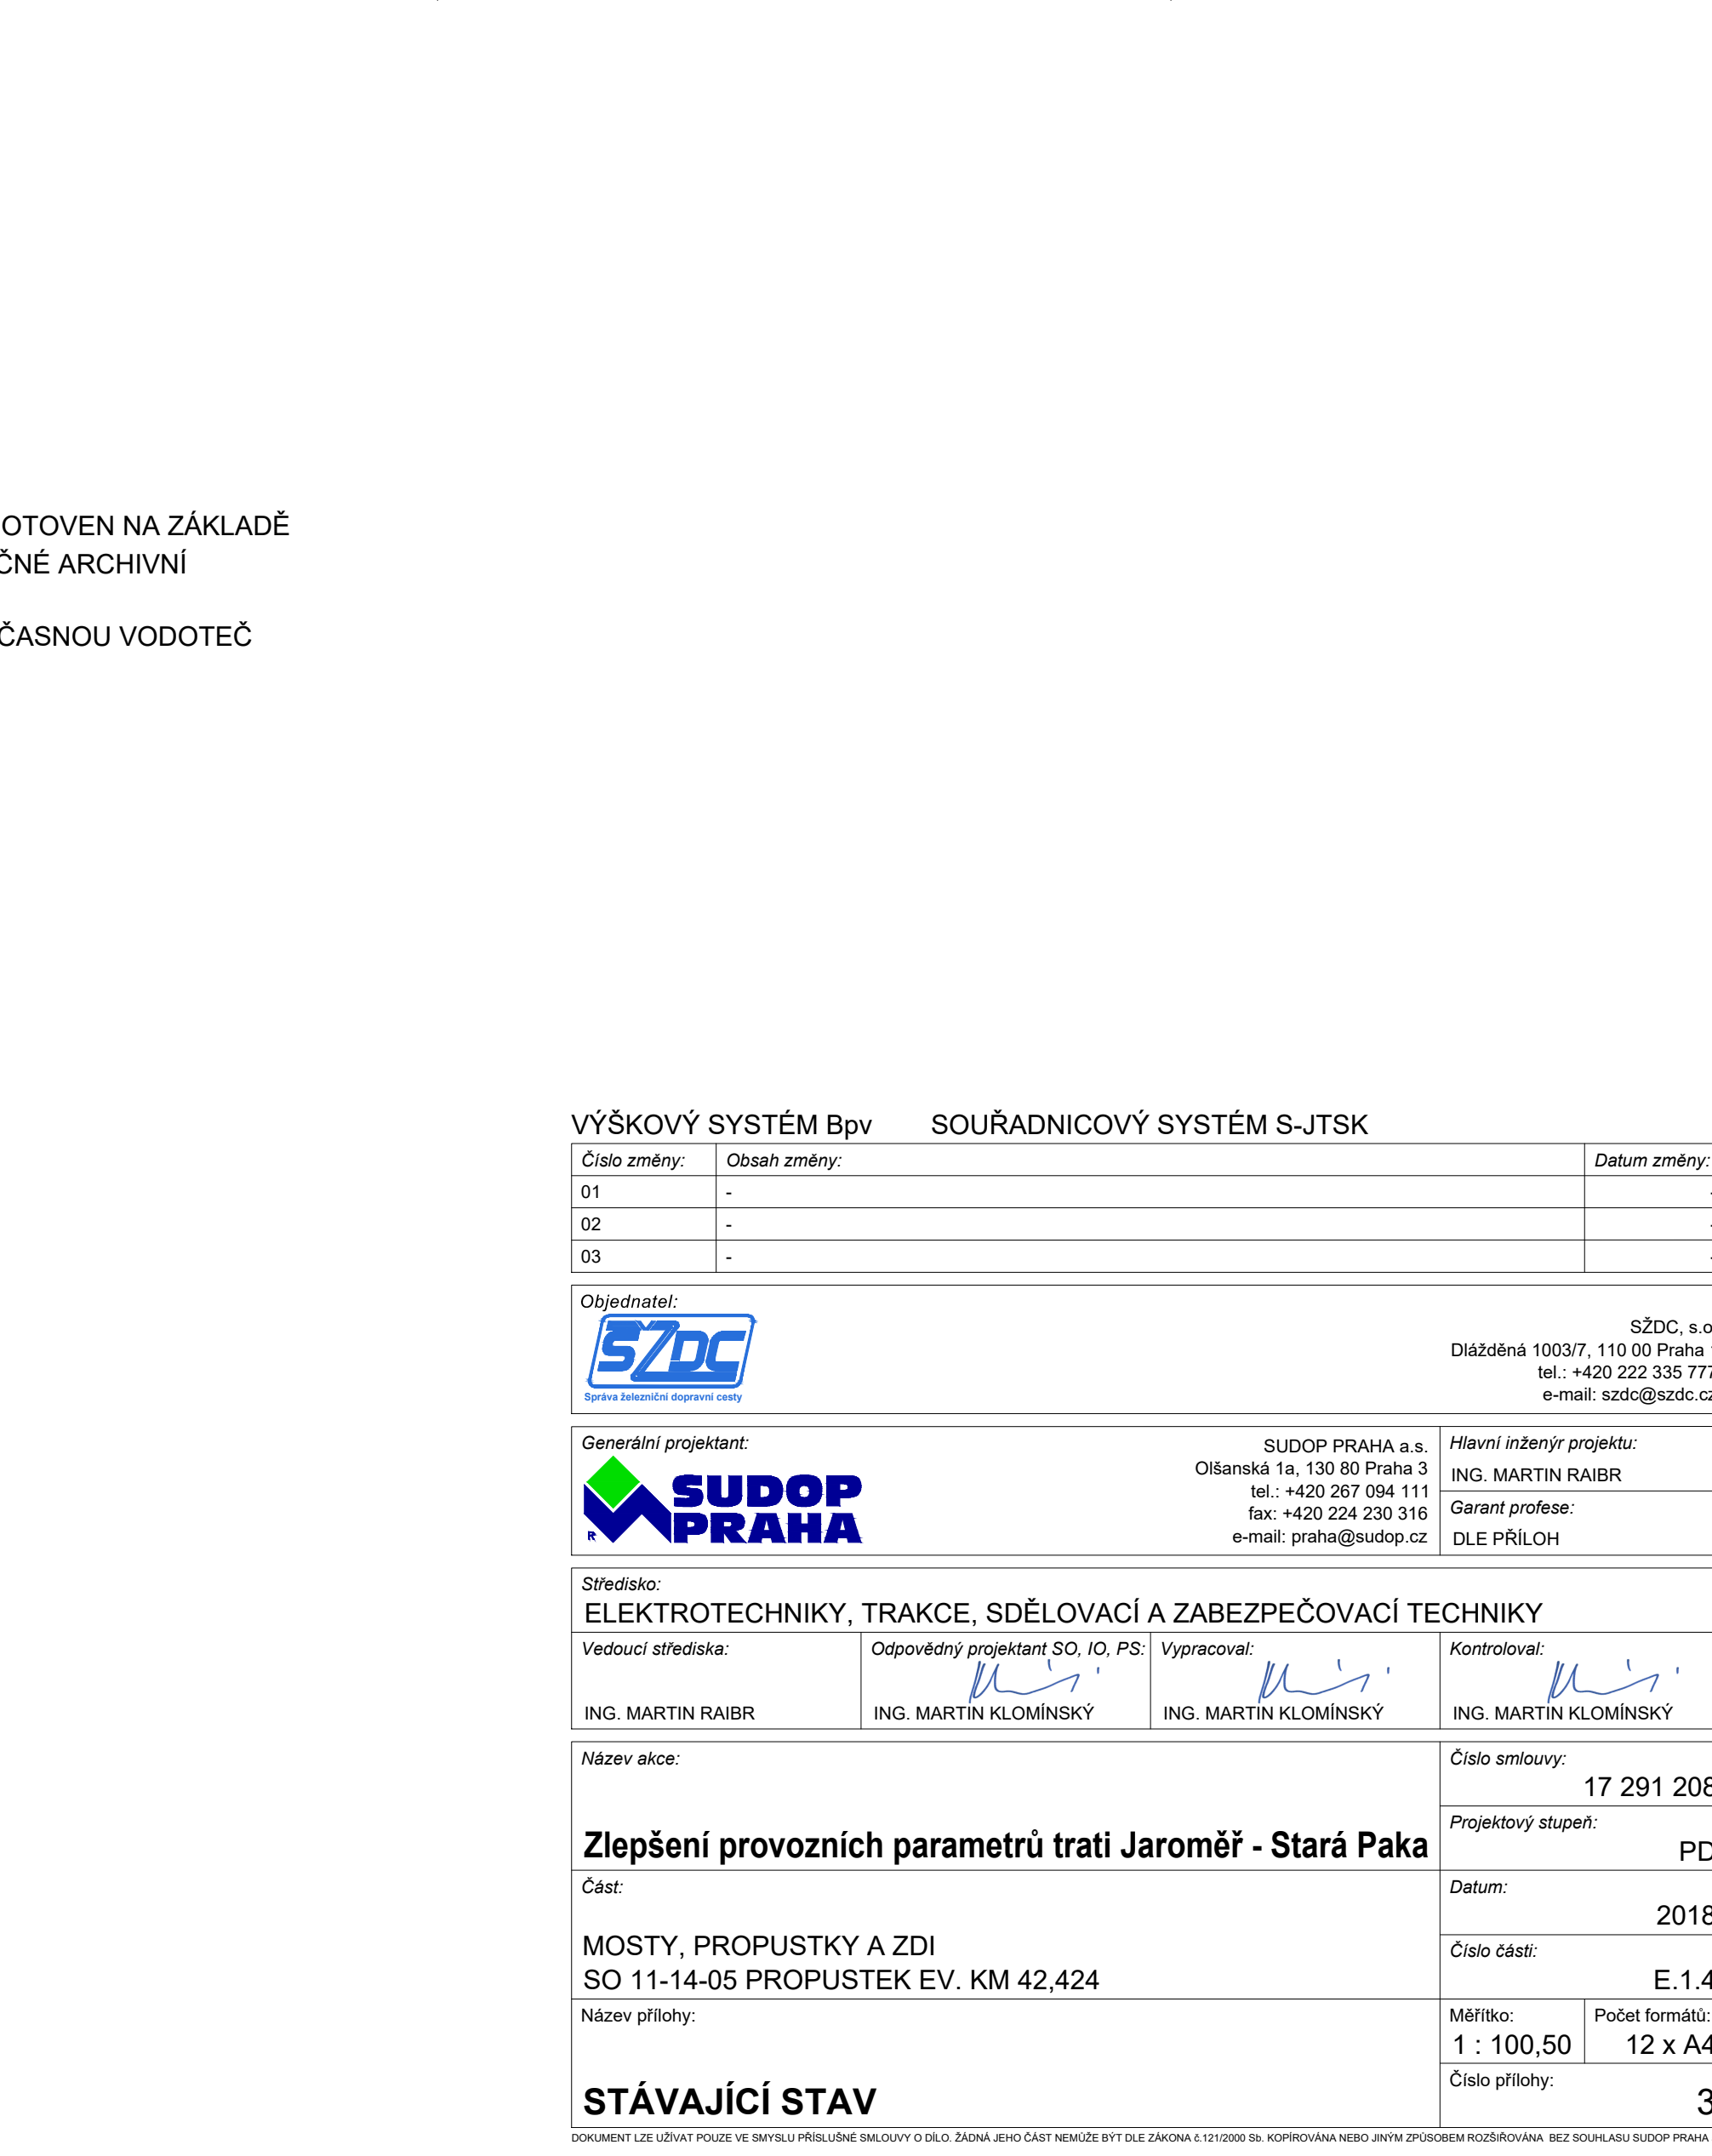 OTOVEN NA ZÁKLADĚ
ČNÉ ARCHIVNÍ
ČASNOU VODOTEČ
VÝŠKOVÝ SYSTÉM Bpv SOUŘADNICOVÝ SYSTÉM S-JTSK
Číslo změny: Obsah změny: Datum změny:
01 - -
02 - -
03 - -
Objednatel:
SŽDC
Správa železniční dopravní cesty
SŽDC, s.o
Dlážděná 1003/7, 110 00 Praha 1
tel.: +420 222 335 777
e-mail: szdc@szdc.cz
Generální projektant:
SUDOP
PRAHA
R
SUDOP PRAHA a.s.
Olšanská 1a, 130 80 Praha 3
tel.: +420 267 094 111
fax: +420 224 230 316
e-mail: praha@sudop.cz
Hlavní inženýr projektu:
ING. MARTIN RAIBR
Garant profese:
DLE PŘÍLOH
Středisko:
ELEKTROTECHNIKY, TRAKCE, SDĚLOVACÍ A ZABEZPEČOVACÍ TECHNIKY
Vedoucí střediska: Odpovědný projektant SO, IO, PS: Vypracoval: Kontroloval:
ING. MARTIN RAIBR ING. MARTIN KLOMÍNSKÝ ING. MARTIN KLOMÍNSKÝ ING. MARTIN KLOMÍNSKÝ
Název akce:
Zlepšení provozních parametrů trati Jaroměř - Stará Paka
Číslo smlouvy:
17 291 208
Projektový stupeň:
PD
Část:
MOSTY, PROPUSTKY A ZDI
SO 11-14-05 PROPUSTEK EV. KM 42,424
Datum:
2018
Číslo části:
E.1.4
Název přílohy:
STÁVAJÍCÍ STAV
Měřítko: Počet formátů:
1 : 100,50 12 x A4
Číslo přílohy:
3
DOKUMENT LZE UŽÍVAT POUZE VE SMYSLU PŘÍSLUŠNÉ SMLOUVY O DÍLO. ŽÁDNÁ JEHO ČÁST NEMŮŽE BÝT DLE ZÁKONA č.121/2000 Sb. KOPÍROVÁNA NEBO JINÝM ZPŮSOBEM ROZŠIŘOVÁNA BEZ SOUHLASU SUDOP PRAHA